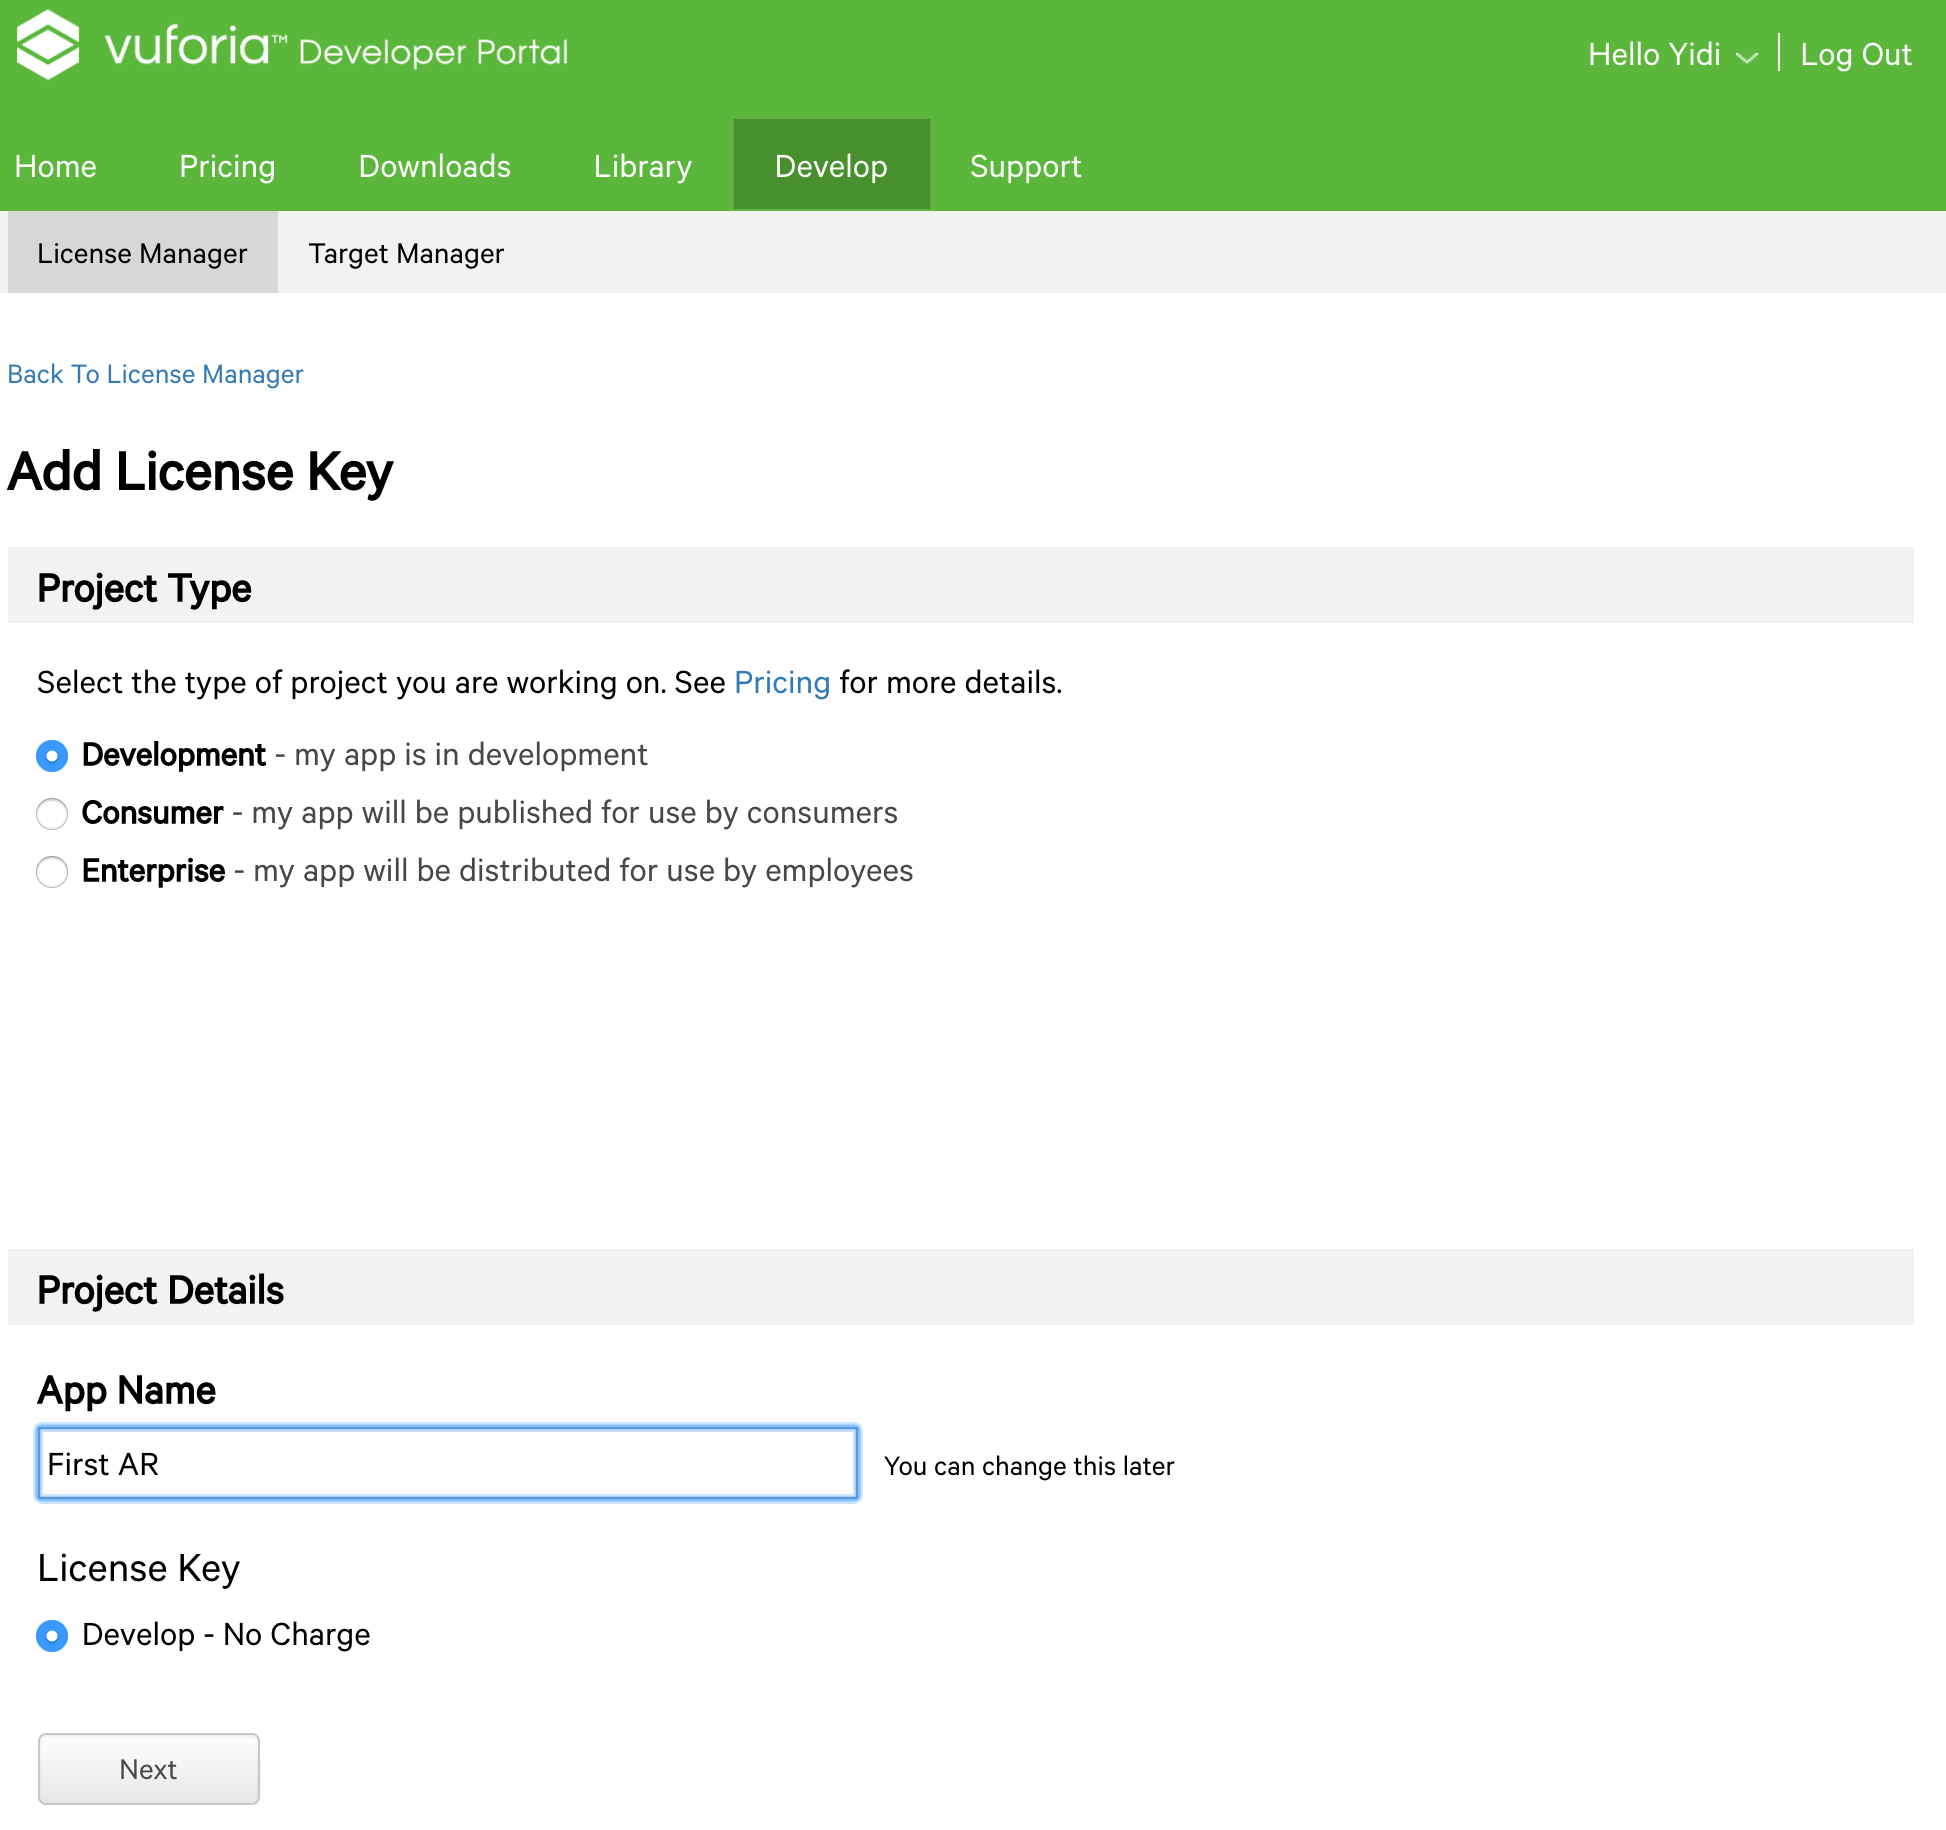 vuforia™ Developer Portal
Hello Yidi
Log Out
Home Pricing Downloads Library Develop Support
License Manager Target Manager
Back To License Manager
Add License Key
Project Type
Select the type of project you are working on. See Pricing for more details.
Development - my app is in development
Consumer - my app will be published for use by consumers
Enterprise - my app will be distributed for use by employees
Project Details
App Name
First AR
You can change this later
License Key
Develop - No Charge
Next